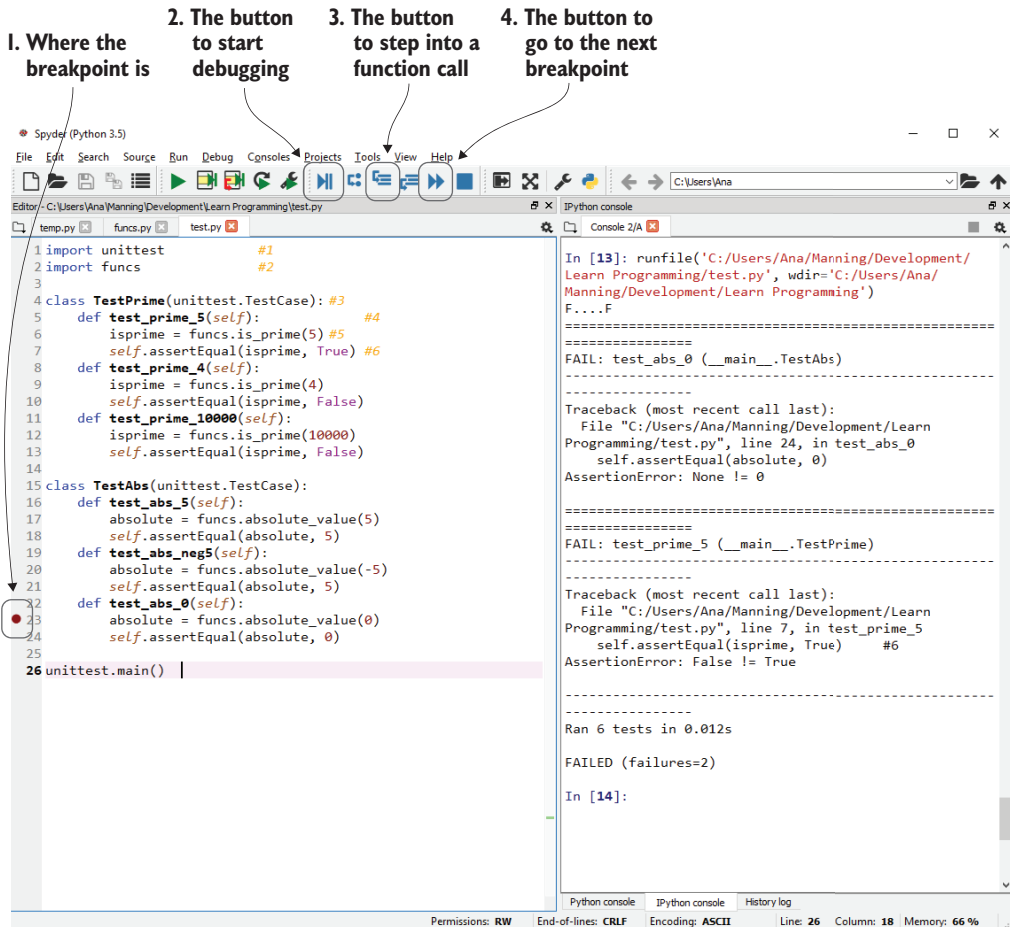 1. Where the
breakpoint is
2. The button
to start
debugging
3. The button
to step into a
function call
4. The button to
go to the next
breakpoint
Spyder (Python 3.5)
File Edit Search Source Run Debug Consoles Projects Tools View Help
C:\Users\Ana
Editor - C:\Users\Ana\Manning\Development\Learn Programming\test.py
temp.py funcs.py test.py
1 import unittest #1
2 import funcs #2
3
4 class TestPrime(unittest.TestCase): #3
5 def test_prime_5(self): #4
6 isprime = funcs.is_prime(5) #5
7 self.assertEqual(isprime, True) #6
8 def test_prime_4(self):
9 isprime = funcs.is_prime(4)
10 self.assertEqual(isprime, False)
11 def test_prime_10000(self):
12 isprime = funcs.is_prime(10000)
13 self.assertEqual(isprime, False)
14
15 class TestAbs(unittest.TestCase):
16 def test_abs_5(self):
17 absolute = funcs.absolute_value(5)
18 self.assertEqual(absolute, 5)
19 def test_abs_neg5(self):
20 absolute = funcs.absolute_value(-5)
21 self.assertEqual(absolute, 5)
22 def test_abs_0(self):
23 absolute = funcs.absolute_value(0)
24 self.assertEqual(absolute, 0)
25
26 unittest.main()
IPython console
Console 2/A
In [13]: runfile('C:/Users/Ana/Manning/Development/
Learn Programming/test.py', wdir='C:/Users/Ana/
Manning/Development/Learn Programming')
F....F
======================================================
================
FAIL: test_abs_0 (__main__.TestAbs)
------------------------------------------------------
----------------
Traceback (most recent call last):
File "C:/Users/Ana/Manning/Development/Learn
Programming/test.py", line 24, in test_abs_0
self.assertEqual(absolute, 0)
AssertionError: None != 0
======================================================
================
FAIL: test_prime_5 (__main__.TestPrime)
------------------------------------------------------
----------------
Traceback (most recent call last):
File "C:/Users/Ana/Manning/Development/Learn
Programming/test.py", line 7, in test_prime_5
self.assertEqual(isprime, True) #6
AssertionError: False != True
------------------------------------------------------
----------------
Ran 6 tests in 0.012s
FAILED (failures=2)
In [14]:
Python console IPython console History log
Permissions: RW End-of-lines: CRLF Encoding: ASCII Line: 26 Column: 18 Memory: 66 %